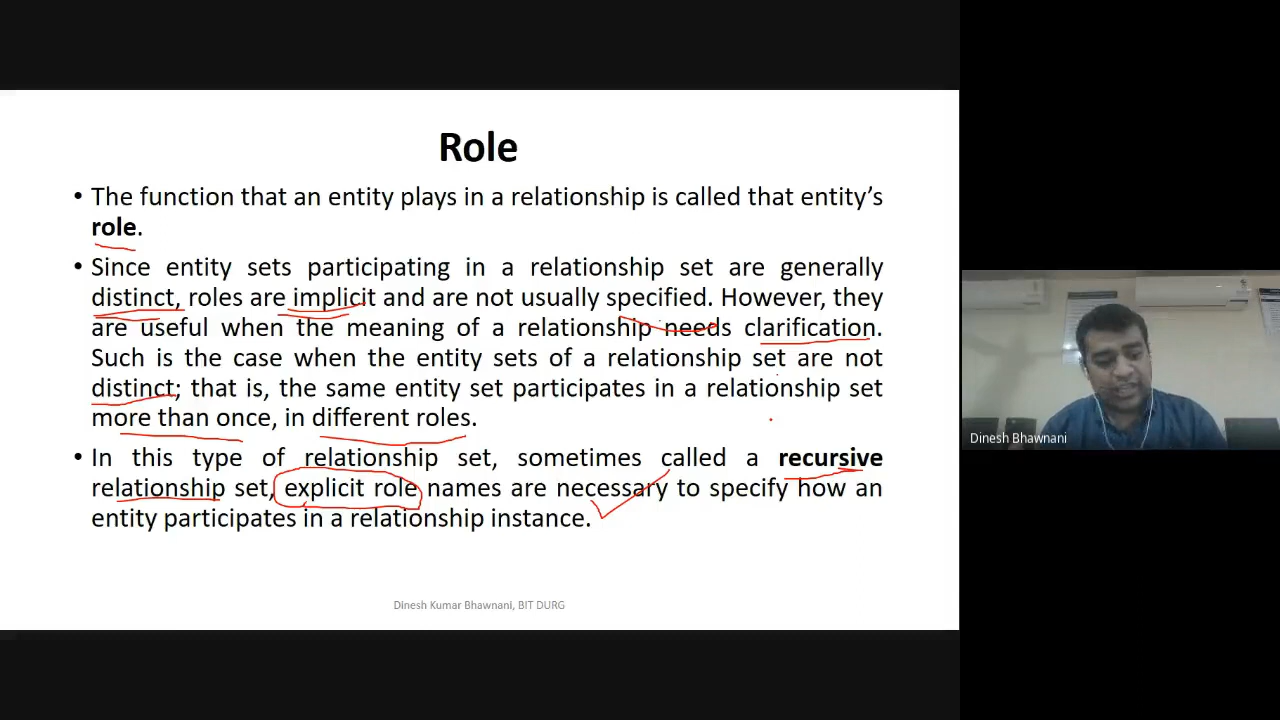 Role
• The function that an entity plays in a relationship is called that entity’s
role.
• Since entity sets participating in a relationship set are generally
distinct, roles are implicit and are not usually specified. However, they
are useful when the meaning of a relationship needs clarification.
Such is the case when the entity sets of a relationship set are not
distinct; that is, the same entity set participates in a relationship set
more than once, in different roles.
• In this type of relationship set, sometimes called a recursive
relationship set, explicit role names are necessary to specify how an
entity participates in a relationship instance.
Dinesh Kumar Bhawnani, BIT DURG
Dinesh Bhawnani